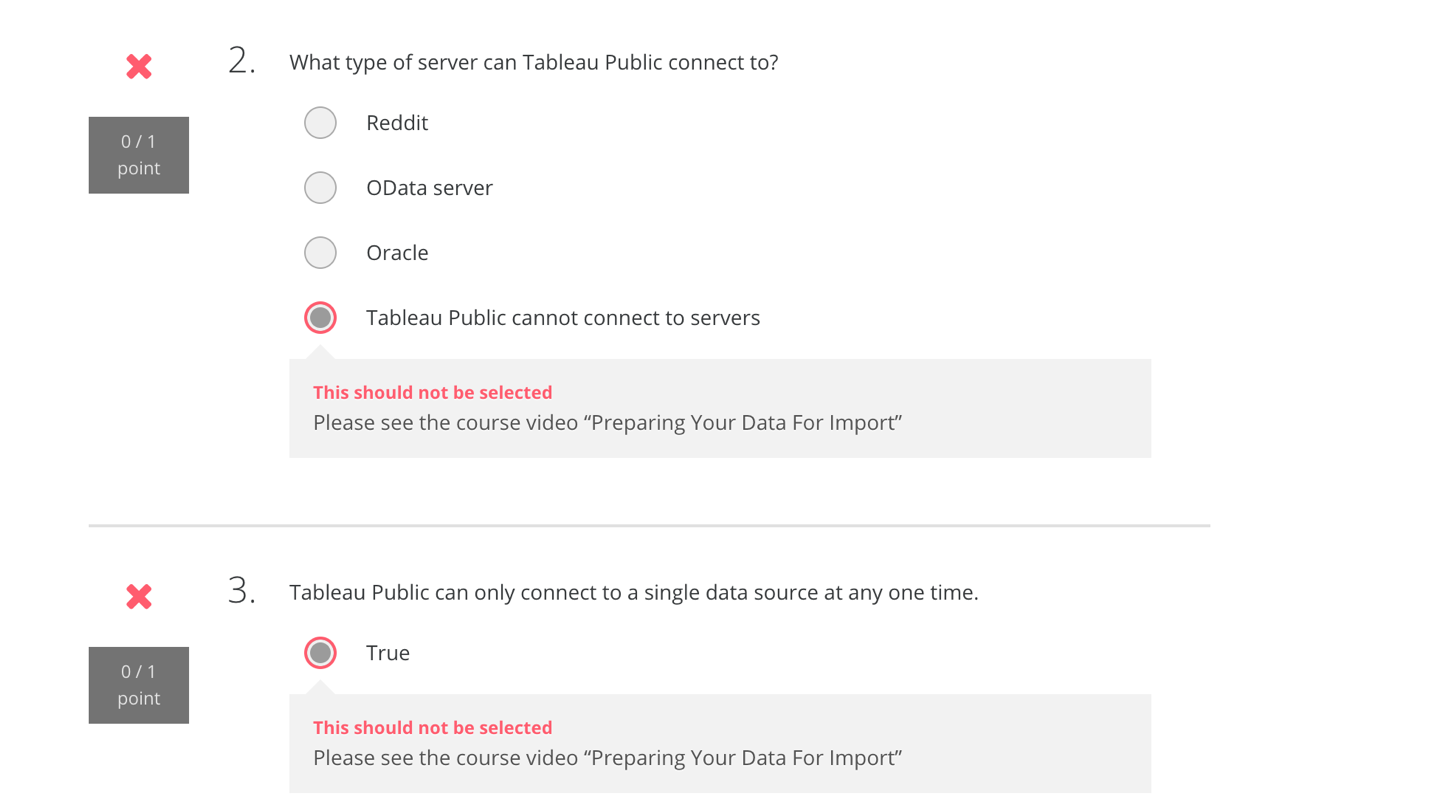 2. What type of server can Tableau Public connect to?
0 / 1
point
Reddit
OData server
Oracle
Tableau Public cannot connect to servers
This should not be selected
Please see the course video “Preparing Your Data For Import”
3. Tableau Public can only connect to a single data source at any one time.
0 / 1
point
True
This should not be selected
Please see the course video “Preparing Your Data For Import”